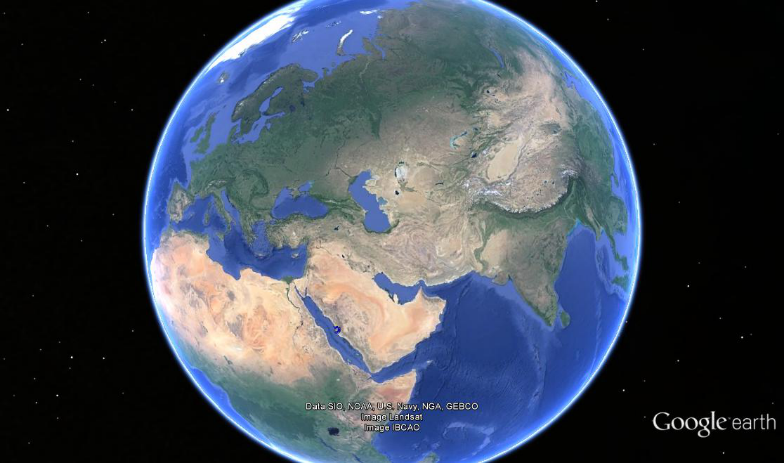 Data SIO, NOAA, U.S. Navy, NGA, GEBCO
Image Landsat
Image IBCAO
Google earth